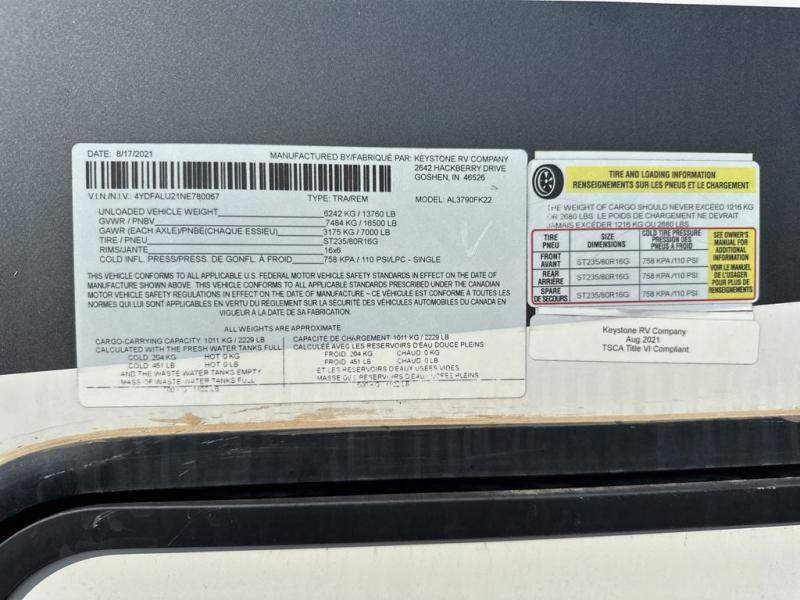 DATE: 8/17/2021
MANUFACTURED BY/FABRIQUÉ PAR: KEYSTONE RV COMPANY
2642 HACKBERRY DRIVE
GOSHEN, IN 46526
V.I.N./N.I.V.: 4YDFALU21NE780067 TYPE: TRA/REM MODEL: AL3790FK22
UNLOADED VEHICLE WEIGHT 6242 KG / 13760 LB
GVWR / PNBV 7484 KG / 16500 LB
GAWR (EACH AXLE)/PNBE(CHAQUE ESSIEU) 3175 KG / 7000 LB
TIRE / PNEU ST235/80R16G
RIMS/JANTE 16x6
COLD INFL. PRESS/PRESS. DE GONFL. À FROID 758 KPA / 110 PSI/LPC - SINGLE
THIS VEHICLE CONFORMS TO ALL APPLICABLE U.S. FEDERAL MOTOR VEHICLE SAFETY STANDARDS IN EFFECT ON THE DATE OF
MANUFACTURE SHOWN ABOVE. THIS VEHICLE CONFORMS TO ALL APPLICABLE STANDARDS PRESCRIBED UNDER THE CANADIAN
MOTOR VEHICLE SAFETY REGULATIONS IN EFFECT ON THE DATE OF MANUFACTURE ~ CE VÉHICULE EST CONFORME À TOUTES LES
NORMES QUI LUI SONT APPLICABLES EN VERTU DU RÈGLEMENT SUR LA SÉCURITÉ DES VÉHICULES AUTOMOBILES DU CANADA EN
VIGUEUR À LA DATE DE SA FABRICATION.
ALL WEIGHTS ARE APPROXIMATE
CARGO-CARRYING CAPACITY: 1011 KG / 2229 LB
CALCULATED WITH THE FRESH WATER TANKS FULL
COLD: 204 KG HOT 0 KG
COLD: 451 LB HOT 0 LB
AND THE WASTE WATER TANKS EMPTY
MASS OF WASTE WATER TANKS FULL
CAPACITE DE CHARGEMENT: 1011 KG / 2229 LB
CALCULÉE AVEC LES RÉSERVOIRS D'EAU DOUCE PLEINS:
FROID: 204 KG CHAUD: 0 KG
FROID: 451 LB CHAUD: 0 LB
ET LES RESERVOIRS D'EAUX USEES VIDES
MASSE DES RESERVOIRS D'EAUX USEES PLEINS
TIRE AND LOADING INFORMATION
RENSEIGNEMENTS SUR LES PNEUS ET LE CHARGEMENT
THE WEIGHT OF CARGO SHOULD NEVER EXCEED 1216 KG
OR 2680 LBS. LE POIDS DE CHARGEMENT NE DEVRAIT
JAMAIS EXCÉDER 1216 KG OU 2680 LBS.
TIRE
PNEU
SIZE
DIMENSIONS
COLD TIRE PRESSURE
PRESSION DES
PNEUS A FROID
FRONT
AVANT
ST235/80R16G 758 KPA/110 PSI
REAR
ARRIÈRE
ST235/80R16G 758 KPA/110 PSI
SPARE
DE SECOURS
ST235/80R16G 758 KPA/110 PSI
SEE OWNER'S
MANUAL FOR
ADDITIONAL
INFORMATION
VOIR LE MANUEL
DE L'USAGER
POUR PLUS DE
RENSEIGNEMENTS
Keystone RV Company
Aug 2021
TSCA Title VI Compliant